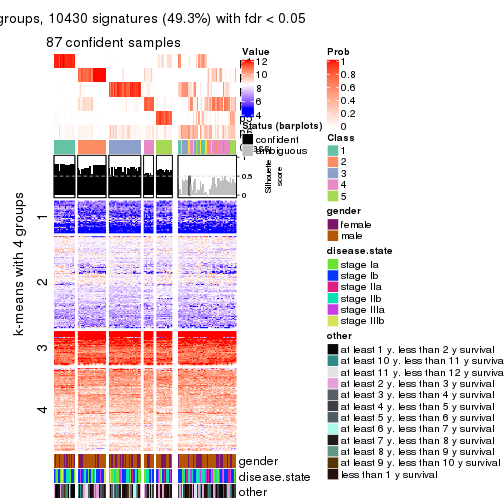 groups, 10430 signatures (49.3%) with fdr < 0.05
87 confident samples
k-means with 4 groups
1
2
3
4
1
0.5
0
Silhouette
score
gender
disease.state
other
Value
12
10
8
6
4
Status (barplots)
confident
ambiguous
Prob
1
0.8
0.6
0.4
0.2
0
Class
1
2
3
4
5
gender
female
male
disease.state
stage Ia
stage Ib
stage IIa
stage IIb
stage IIIa
stage IIIb
other
at least 1 y. less than 2 y surviva
at least 10 y. less than 11 y surviva
at least 11 y. less than 12 y surviva
at least 2 y. less than 3 y survival
at least 3 y. less than 4 y survival
at least 4 y. less than 5 y survival
at least 5 y. less than 6 y survival
at least 6 y. less than 7 y survival
at least 7 y. less than 8 y survival
at least 8 y. less than 9 y survival
at least 9 y. less than 10 y survival
less than 1 y survival